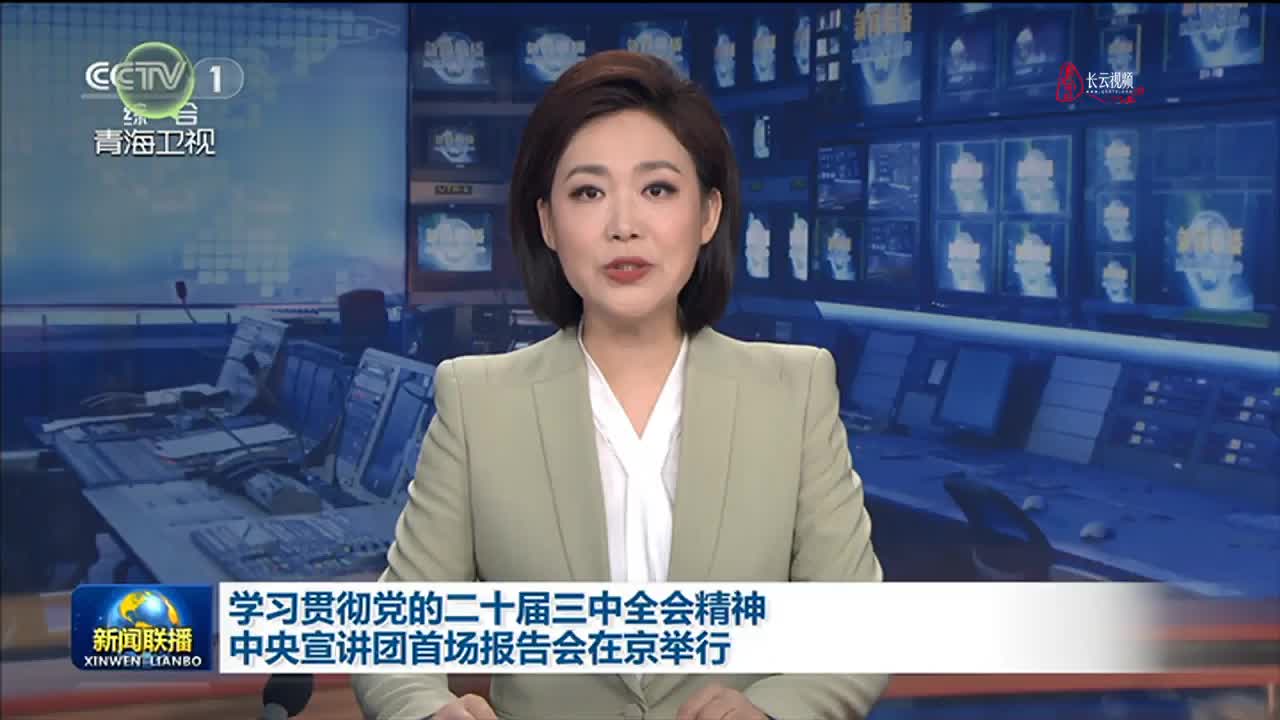 CCTV 1
综合
青海卫视
长云视频
学习贯彻党的二十届三中全会精神
中央宣讲团首场报告会在京举行
新闻联播
XINWEN LIANBO